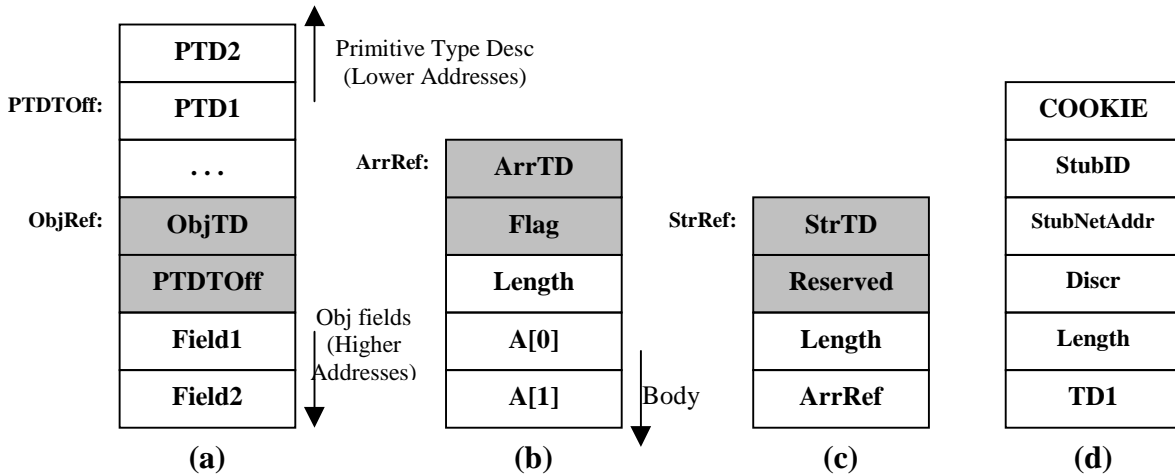 PTD2
PTDTOff:
PTD1
. . .
ObjRef:
ObjTD
PTDTOff
Field1
Field2
(a)
Primitive Type Desc
(Lower Addresses)
Obj fields
(Higher
Addresses)
ArrRef:
ArrTD
Flag
Length
A[0]
A[1]
(b)
Body
StrRef:
StrTD
Reserved
Length
ArrRef
(c)
COOKIE
StubID
StubNetAddr
Discr
Length
TD1
(d)